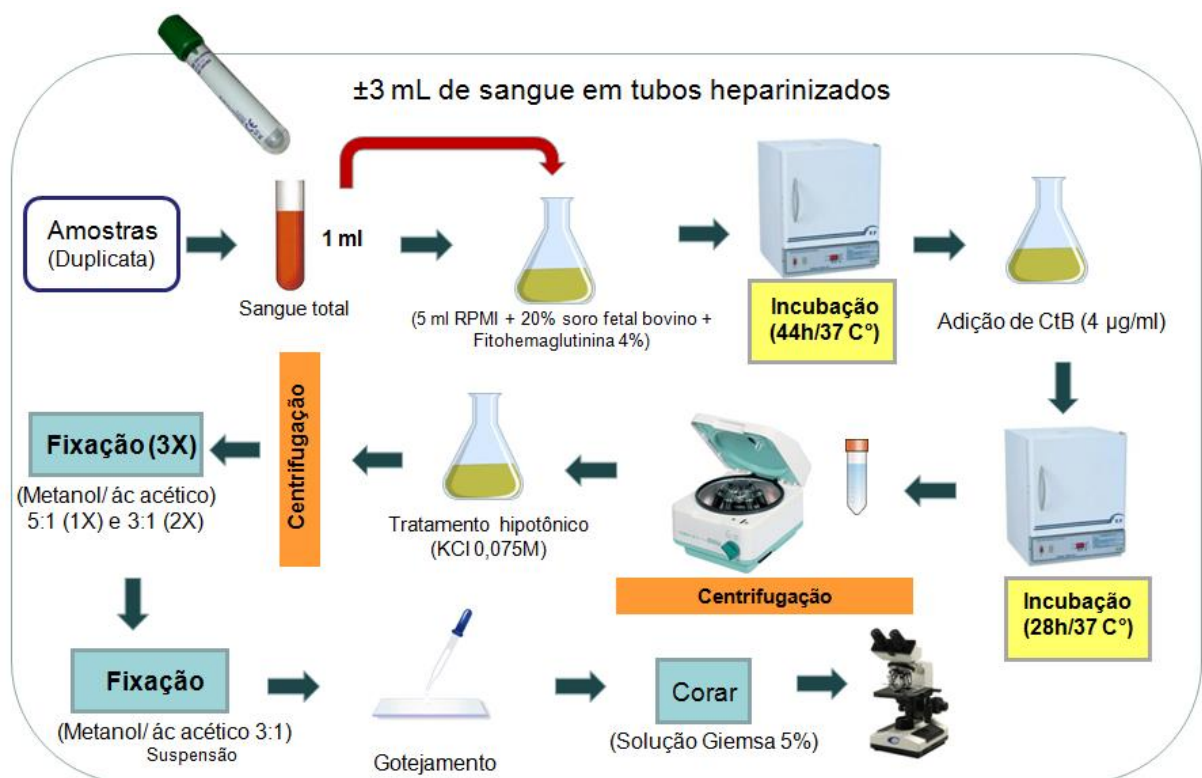 ±3 mL de sangue em tubos heparinizados
Amostras
(Duplicata)
1 ml
Sangue total
(5 ml RPMI + 20% soro fetal bovino +
Fitohemaglutinina 4%)
Incubação
(44h/37 C°)
Adição de CtB (4 µg/ml)
Incubação
(28h/37 C°)
Centrifugação
Tratamento hipotônico
(KCl 0,075M)
Centrifugação
Fixação (3X)
(Metanol/ ác acético)
5:1 (1X) e 3:1 (2X)
Fixação
(Metanol/ ác acético 3:1)
Suspensão
Gotejamento
Corar
(Solução Giemsa 5%)